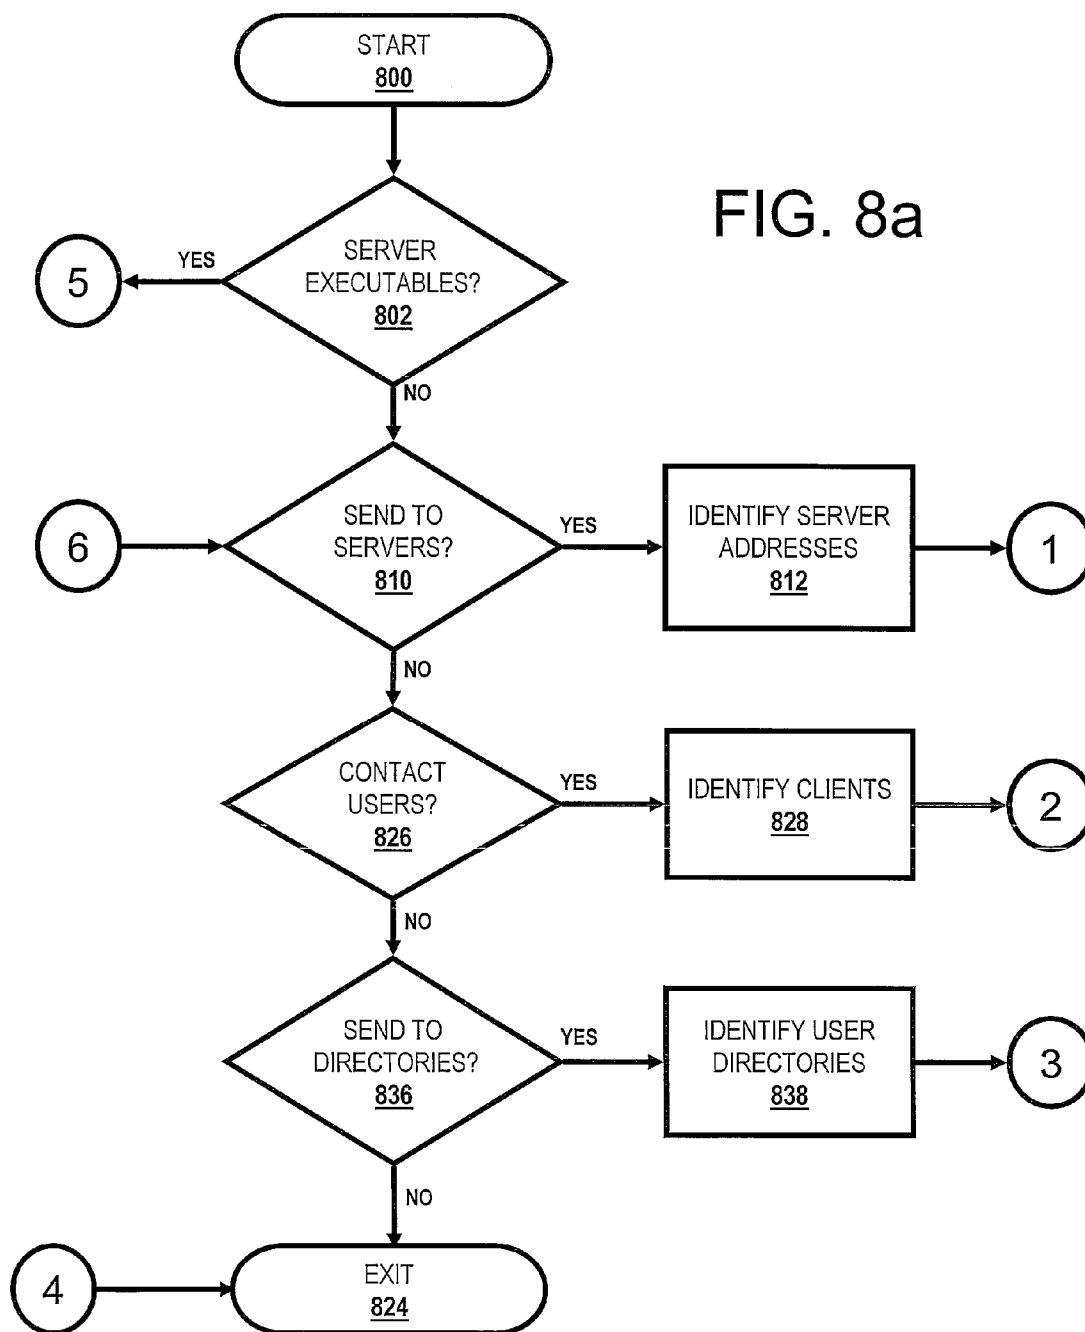 START
800
FIG. 8a
SERVER
EXECUTABLES?
802
YES
5
NO
6
SEND TO
SERVERS?
810
YES
IDENTIFY SERVER
ADDRESSES
812
1
NO
CONTACT
USERS?
826
YES
IDENTIFY CLIENTS
828
2
NO
SEND TO
DIRECTORIES?
836
YES
IDENTIFY USER
DIRECTORIES
838
3
NO
4
EXIT
824